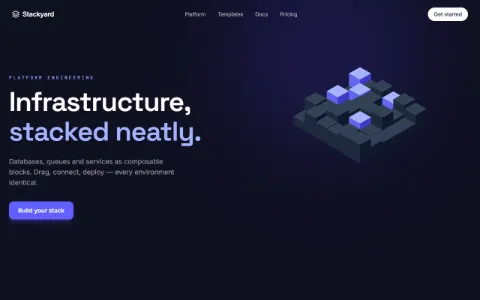 Stackyard
Platform Templates Docs Pricing
Get started
PLATFORM ENGINEERING
Infrastructure,
stacked neatly.
Databases, queues and services as composable
blocks. Drag, connect, deploy — every environment
identical.
Build your stack